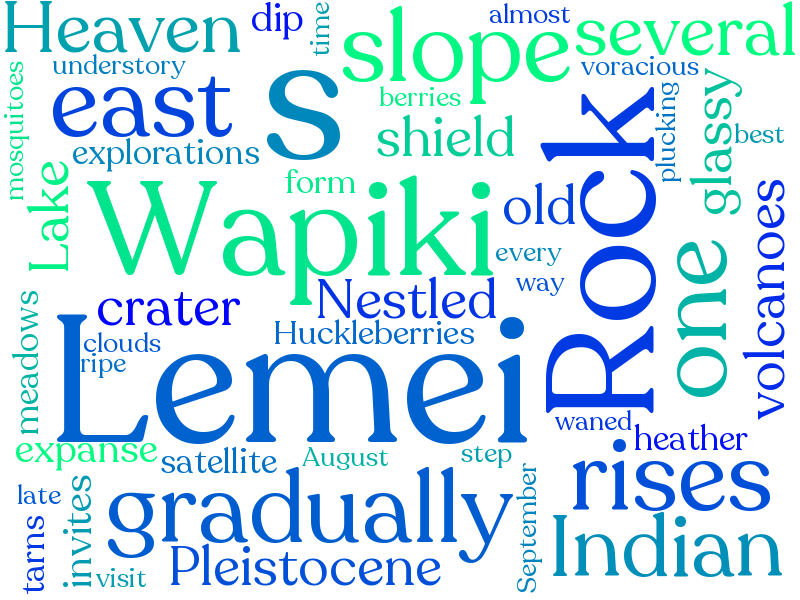 Heaven
dip
time
almost
slope
several
understory
east
s
berries
voracious
mosquitoes
explorations
shield
Rock
plucking
glassy
best
form
Lake
Wapiki
old
every
way
one
volcanoes
meadows
crater
Nestled
clouds
Huckleberries
ripe
Lemei
waned
heather
expanse
satellite
August
step
rises
late
invites
gradually
September
Indian
tarns
visit
Pleistocene